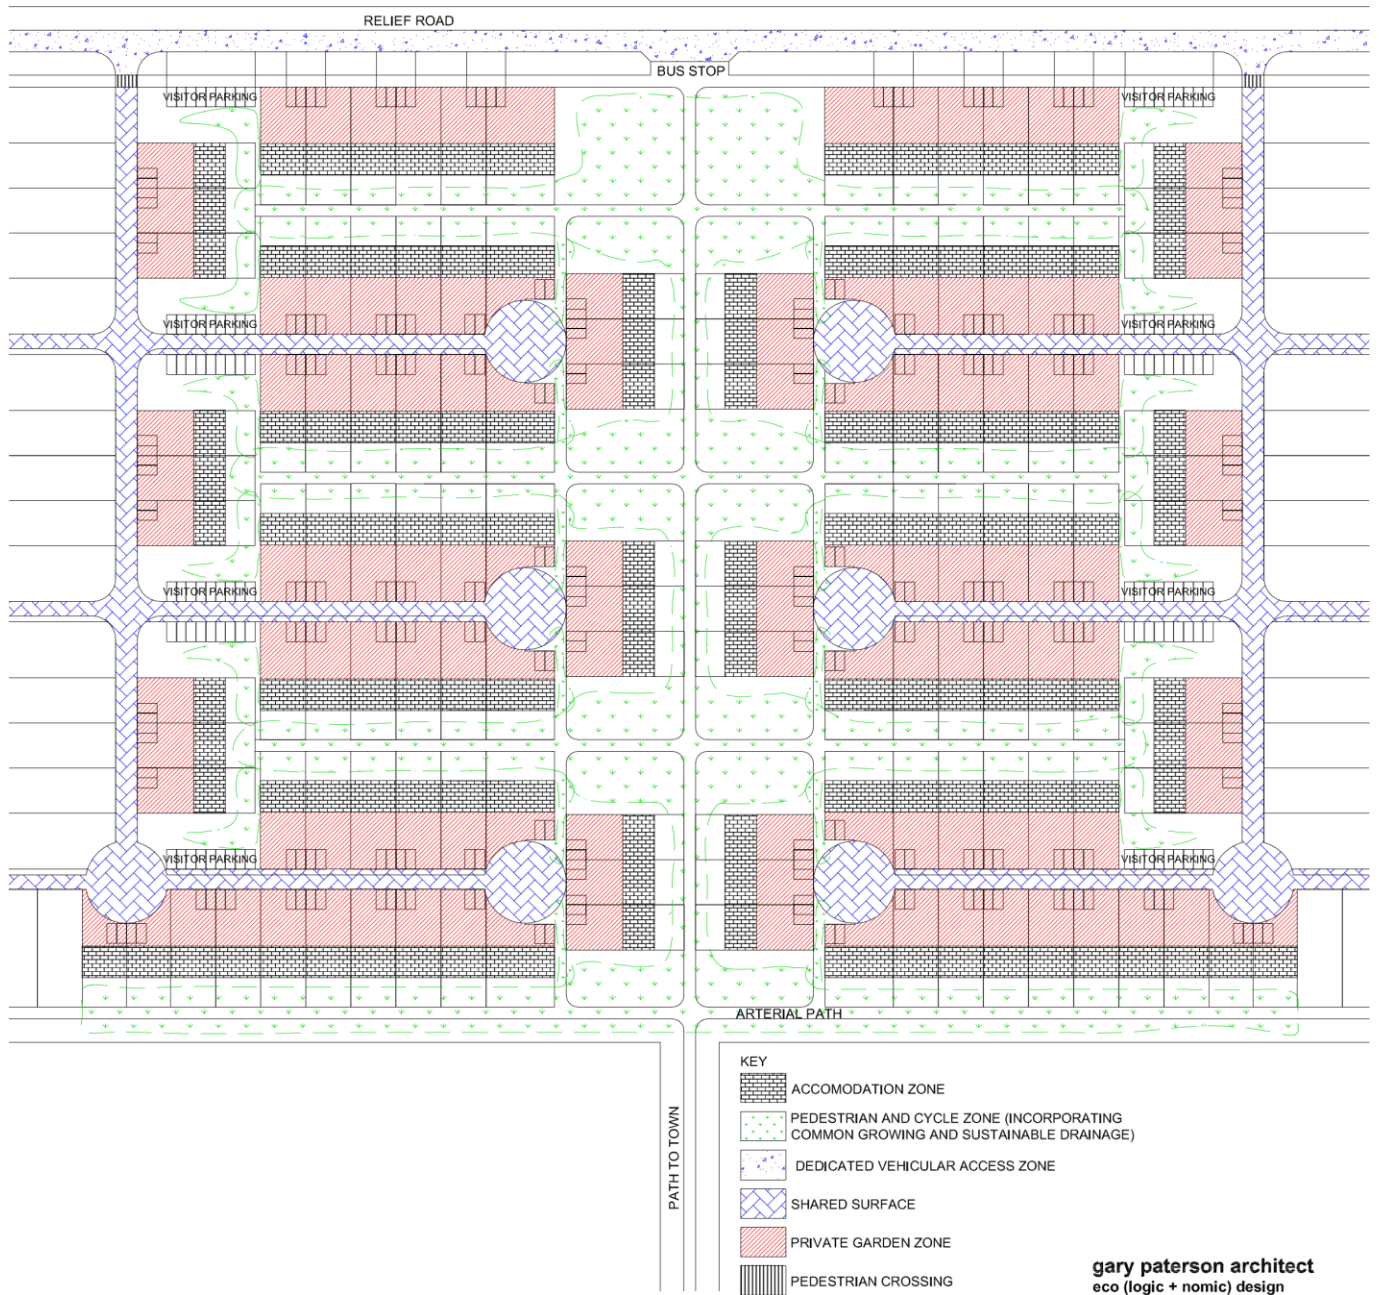 RELIEF ROAD
BUS STOP
VISITOR PARKING
VISITOR PARKING
VISITOR PARKING
VISITOR PARKING
VISITOR PARKING
VISITOR PARKING
VISITOR PARKING
VISITOR PARKING
ARTERIAL PATH
PATH TO TOWN
KEY
ACCOMODATION ZONE
PEDESTRIAN AND CYCLE ZONE (INCORPORATING
COMMON GROWING AND SUSTAINABLE DRAINAGE)
DEDICATED VEHICULAR ACCESS ZONE
SHARED SURFACE
PRIVATE GARDEN ZONE
PEDESTRIAN CROSSING
gary paterson architect
eco (logic + nomic) design